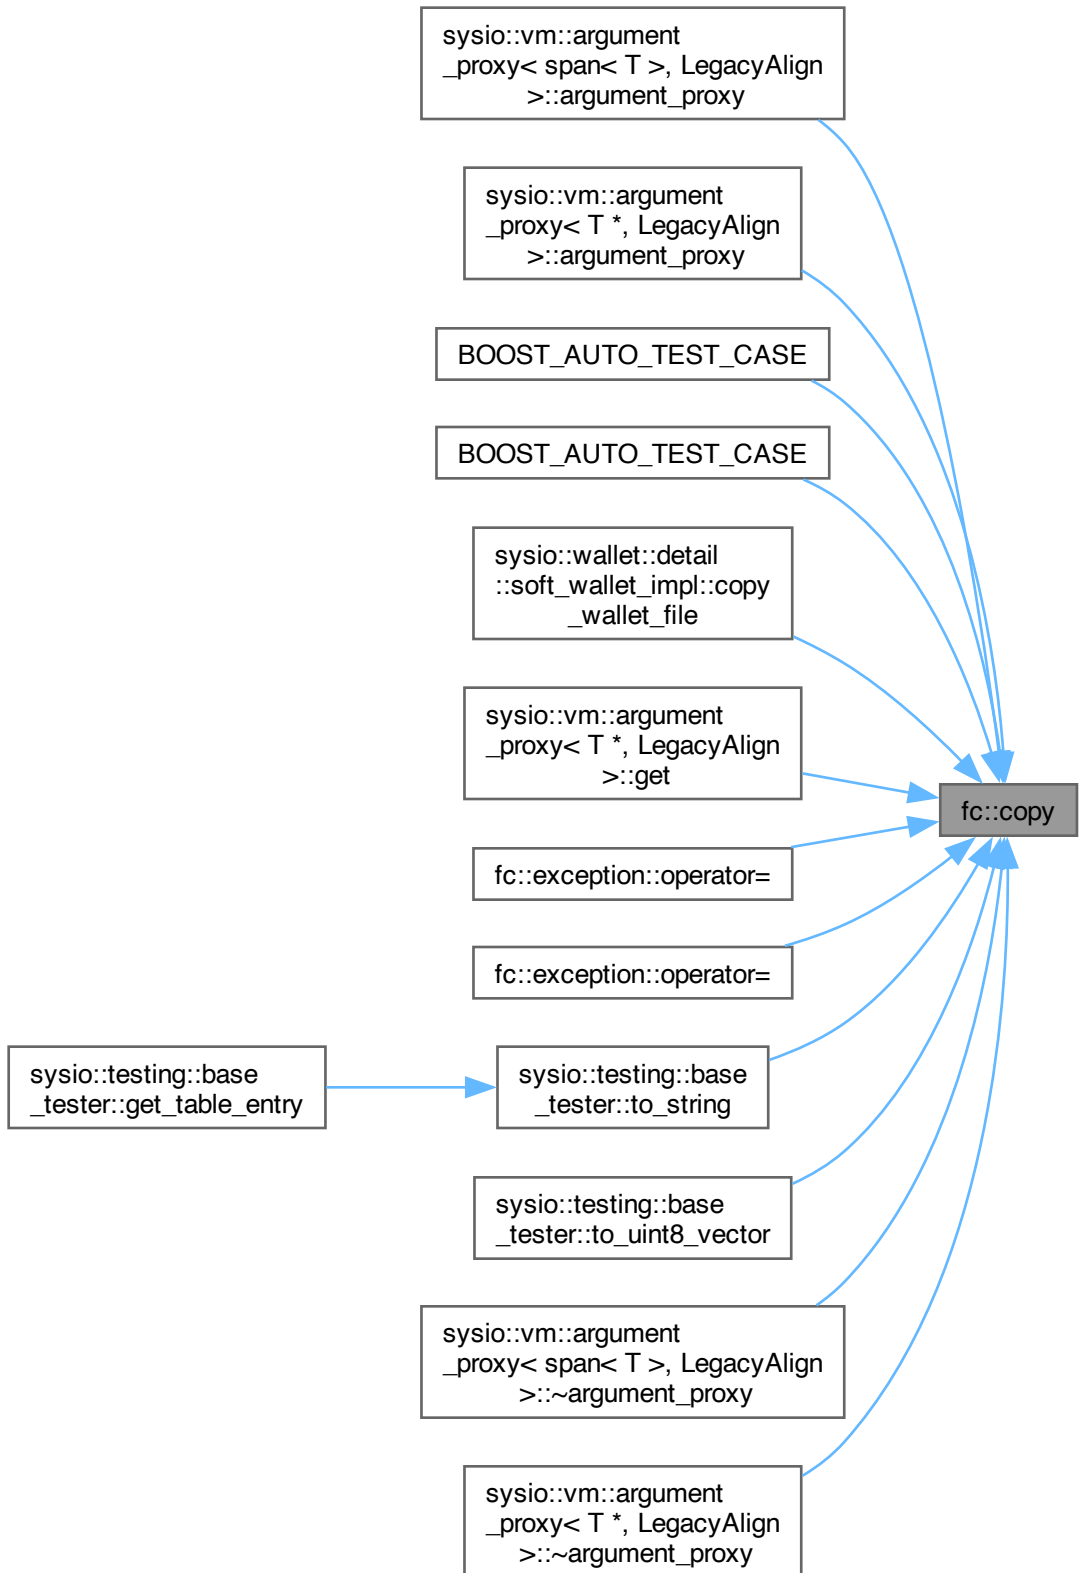 sysio::vm::argument
_proxy< span< T >, LegacyAlign
>::argument_proxy
sysio::vm::argument
_proxy< T *, LegacyAlign
>::argument_proxy
BOOST_AUTO_TEST_CASE
BOOST_AUTO_TEST_CASE
sysio::wallet::detail
::soft_wallet_impl::copy
_wallet_file
sysio::vm::argument
_proxy< T *, LegacyAlign
>::get
fc::copy
fc::exception::operator=
fc::exception::operator=
sysio::testing::base
_tester::get_table_entry
sysio::testing::base
_tester::to_string
sysio::testing::base
_tester::to_uint8_vector
sysio::vm::argument
_proxy< span< T >, LegacyAlign
>::~argument_proxy
sysio::vm::argument
_proxy< T *, LegacyAlign
>::~argument_proxy